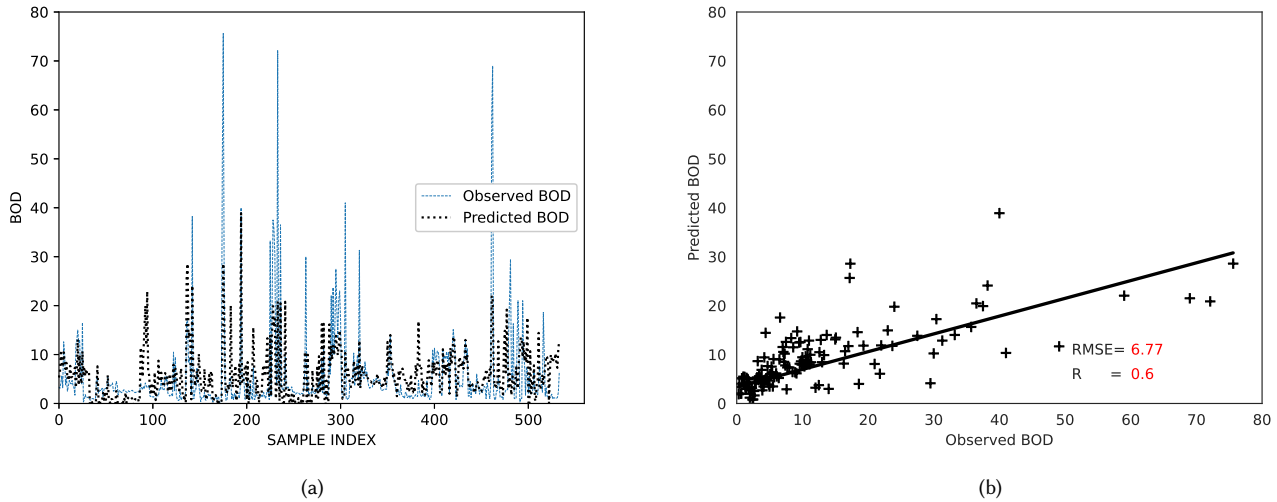 80
70
60
50
40
30
20
10
0
BOD
0 100 200 300 400 500
SAMPLE INDEX
Observed BOD
Predicted BOD
(a)
80
70
60
50
40
30
20
10
0
Predicted BOD
0 10 20 30 40 50 60 70 80
Observed BOD
RMSE= 6.77
R = 0.6
(b)